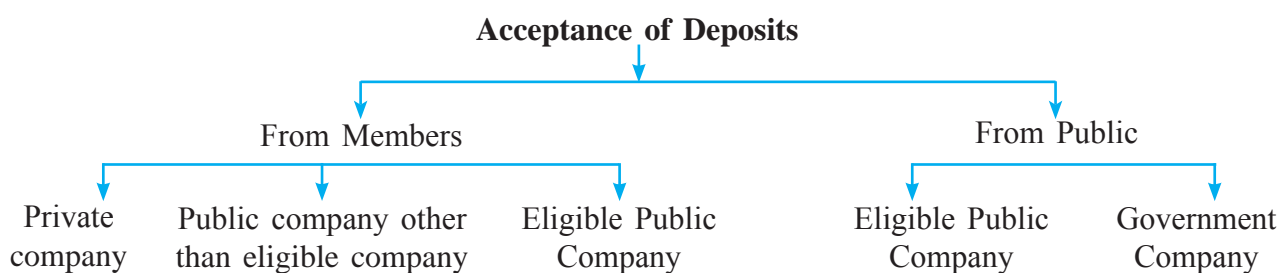 Acceptance of Deposits
From Members
From Public
Private
company
Public company other
than eligible company
Eligible Public
Company
Eligible Public
Company
Government
Company